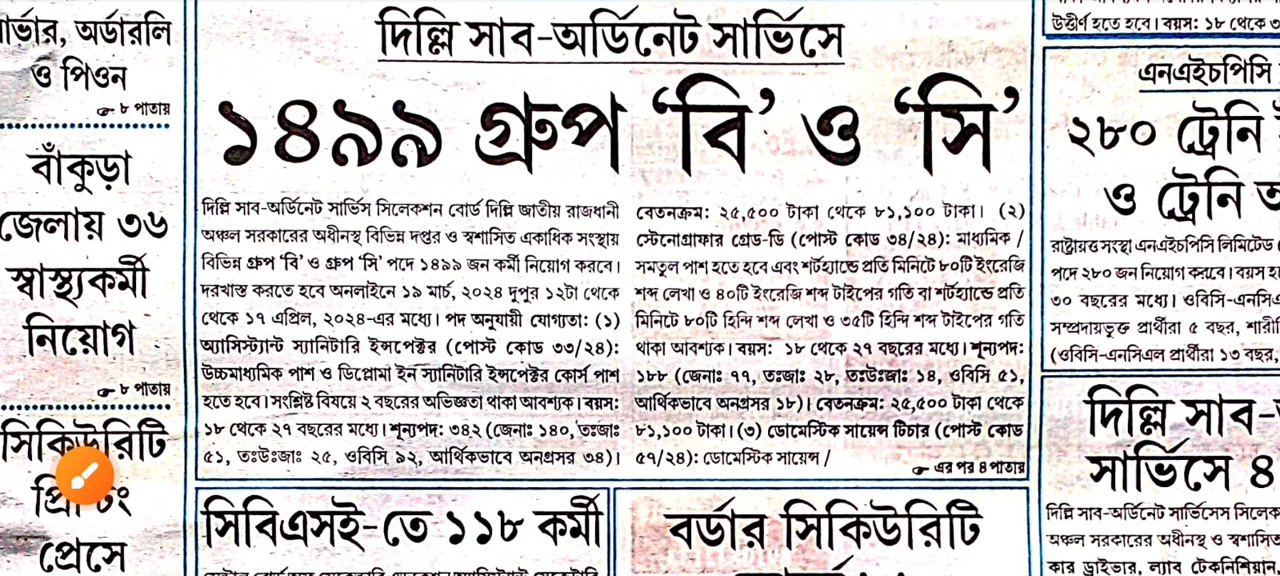 অর্ডারলি
ও পিওন
৮ পাতায়
বাঁকুড়া
জেলায় ৩৬
স্বাস্থ্যকর্মী
নিয়োগ
৮ পাতায়
সিকিউরিটি
প্রেসে
দিল্লি সাব-অর্ডিনেট সার্ভিসে
১৪৯৯ গ্রুপ ‘বি’ ও ‘সি’
দিল্লি সাব-অর্ডিনেট সার্ভিস সিলেকশন বোর্ড দিল্লি জাতীয় রাজধানী
অঞ্চল সরকারের অধীনস্থ বিভিন্ন দপ্তর ও স্বশাসিত একাধিক সংস্থায়
বিভিন্ন গ্রুপ ‘বি’ ও গ্রুপ ‘সি’ পদে ১৪৯৯ জন কর্মী নিয়োগ করবে।
দরখাস্ত করতে হবে অনলাইনে ১৯ মার্চ, ২০২৪ দুপুর ১২টা থেকে
থেকে ১৭ এপ্রিল, ২০২৪-এর মধ্যে। পদ অনুযায়ী যোগ্যতা: (১)
অ্যাসিস্ট্যান্ট স্যানিটারি ইন্সপেক্টর (পোস্ট কোড ৩৩/২৪):
উচ্চমাধ্যমিক পাশ ও ডিপ্লোমা ইন স্যানিটারি ইন্সপেক্টর কোর্স পাশ
হতে হবে। সংশ্লিষ্ট বিষয়ে ২ বছরের অভিজ্ঞতা থাকা আবশ্যক। বয়স:
১৮ থেকে ২৭ বছরের মধ্যে। শূন্যপদ: ৩৪২ (জেনাঃ ১৪০, তঃজাঃ
৫১, তঃউঃজাঃ ২৫, ওবিসি ৯২, আর্থিকভাবে অনগ্রসর ৩৪)।
বেতনক্রম: ২৫,৫০০ টাকা থেকে ৮১,১০০ টাকা। (২)
স্টেনোগ্রাফার গ্রেড-ডি (পোস্ট কোড ৩৪/২৪): মাধ্যমিক /
সমতুল পাশ হতে হবে এবং শর্টহ্যান্ডে প্রতি মিনিটে ৮০টি ইংরেজি
শব্দ লেখা ও ৪০টি ইংরেজি শব্দ টাইপের গতি বা শর্টহ্যান্ডে প্রতি
মিনিটে ৮০টি হিন্দি শব্দ লেখা ও ৩৫টি হিন্দি শব্দ টাইপের গতি
থাকা আবশ্যক। বয়স: ১৮ থেকে ২৭ বছরের মধ্যে। শূন্যপদ:
১৮৮ (জেনাঃ ৭৭, তঃজাঃ ২৮, তঃউঃজাঃ ১৪, ওবিসি ৫১,
আর্থিকভাবে অনগ্রসর ১৮)। বেতনক্রম: ২৫,৫০০ টাকা থেকে
৮১,১০০ টাকা। (৩) ডোমেস্টিক সায়েন্স টিচার (পোস্ট কোড
৫৭/২৪): ডোমেস্টিক সায়েন্স /
এর পর ৪ পাতায়
সিবিএসই-তে ১১৮ কর্মী
বর্ডার সিকিউরিটি
উত্তীর্ণ হতে হবে। বয়স: ১৮ থেকে
এনএইচপিসি
২৮০ ট্রেনি
ও ট্রেনি
রাষ্ট্রায়ত্ত সংস্থা এনএইচপিসি লিমিটেড
পদে ২৮০ জন নিয়োগ করবে। বয়স
৩০ বছরের মধ্যে। ওবিসি-এনসিএ
সম্প্রদায়ভুক্ত প্রার্থীরা ৫ বছর,
(ওবিসি-এনসিএল প্রার্থীরা ১৩ বছর,
দিল্লি সাব-
সার্ভিসে ৪
দিল্লি সাব-অর্ডিনেট সার্ভিসেস
অঞ্চল সরকারের অধীনস্থ ও স্বশাসিত
কার ড্রাইভার, ল্যাব টেকনিশিয়ান,